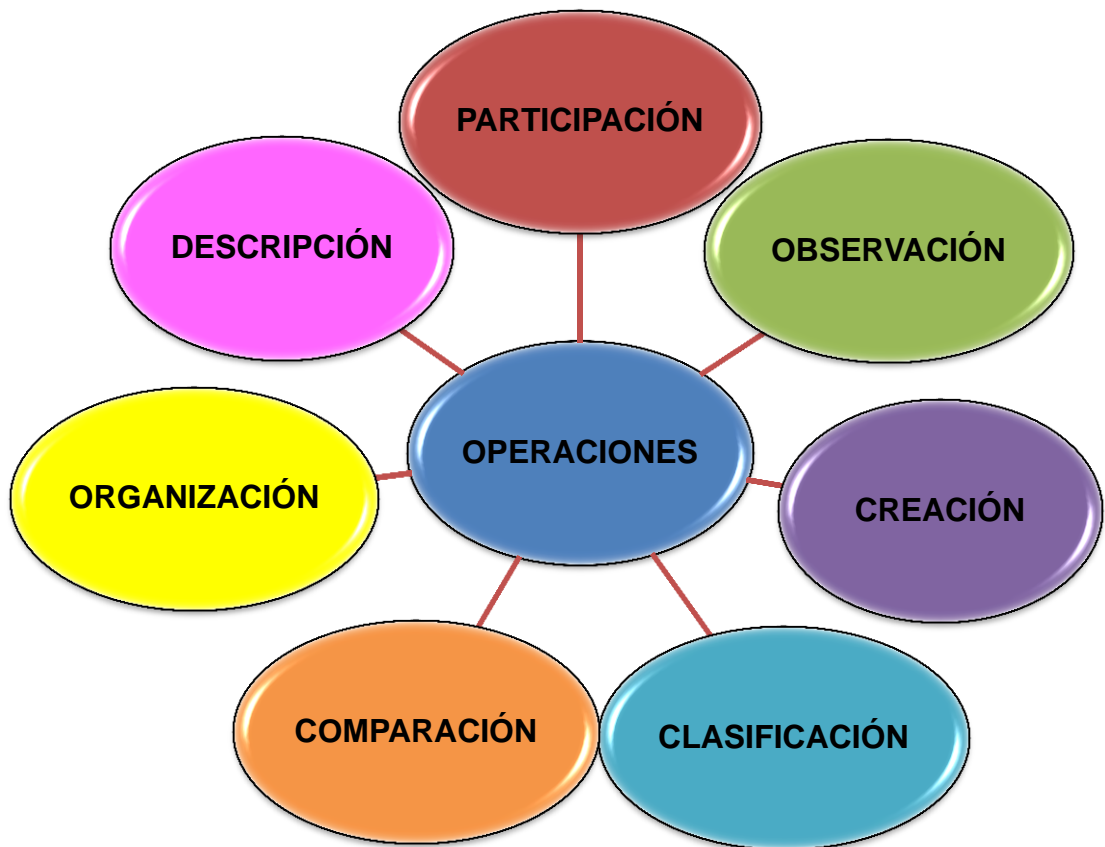 PARTICIPACIÓN
DESCRIPCIÓN
OBSERVACIÓN
OPERACIONES
ORGANIZACIÓN
CREACIÓN
COMPARACIÓN
CLASIFICACIÓN